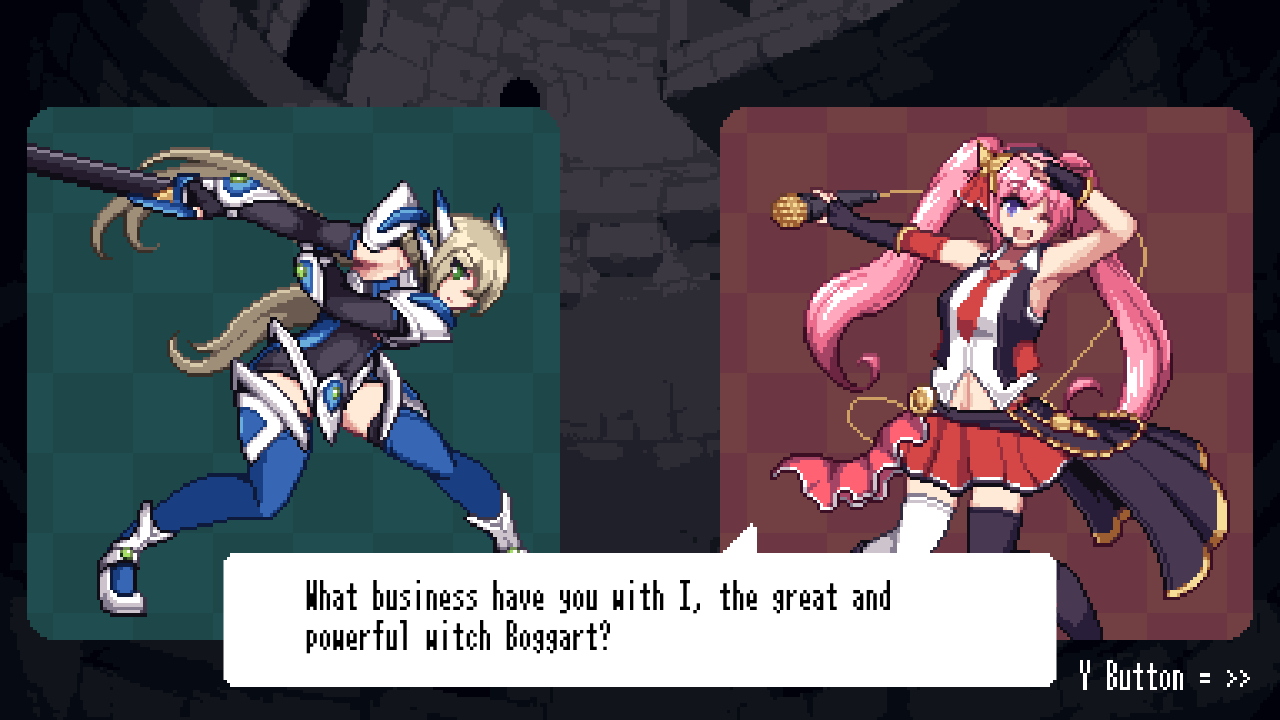 What business have you with I, the great and
powerful witch Boggart?
Y Button = >>